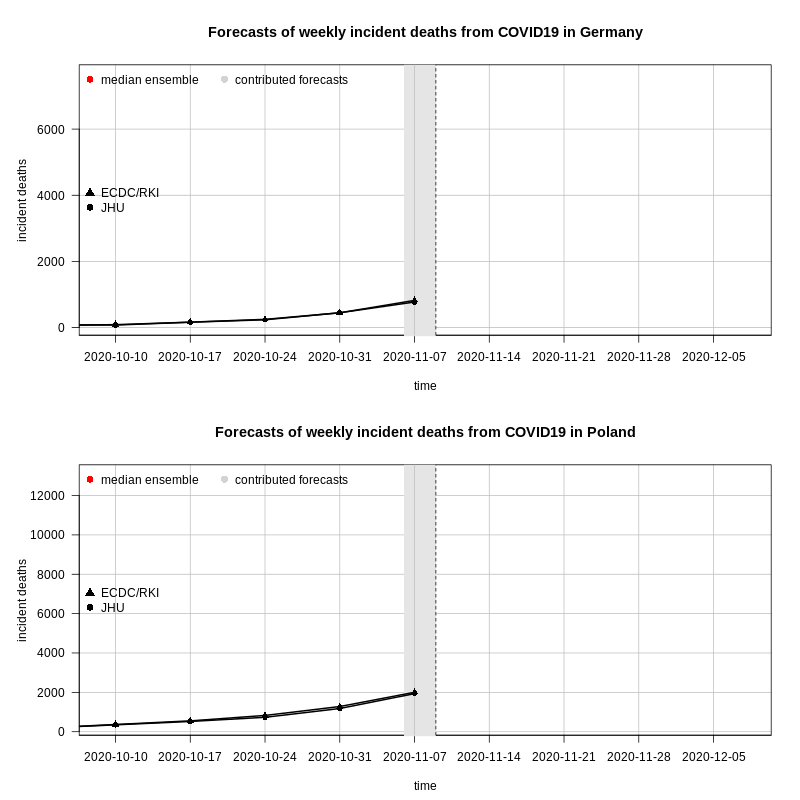 Forecasts of weekly incident deaths from COVID19 in Germany
median ensemble contributed forecasts
6000
4000
2000
0
incident deaths
ECDC/RKI
JHU
2020-10-10 2020-10-17 2020-10-24 2020-10-31 2020-11-07 2020-11-14 2020-11-21 2020-11-28 2020-12-05
time
Forecasts of weekly incident deaths from COVID19 in Poland
median ensemble contributed forecasts
12000
10000
8000
6000
4000
2000
0
incident deaths
ECDC/RKI
JHU
2020-10-10 2020-10-17 2020-10-24 2020-10-31 2020-11-07 2020-11-14 2020-11-21 2020-11-28 2020-12-05
time